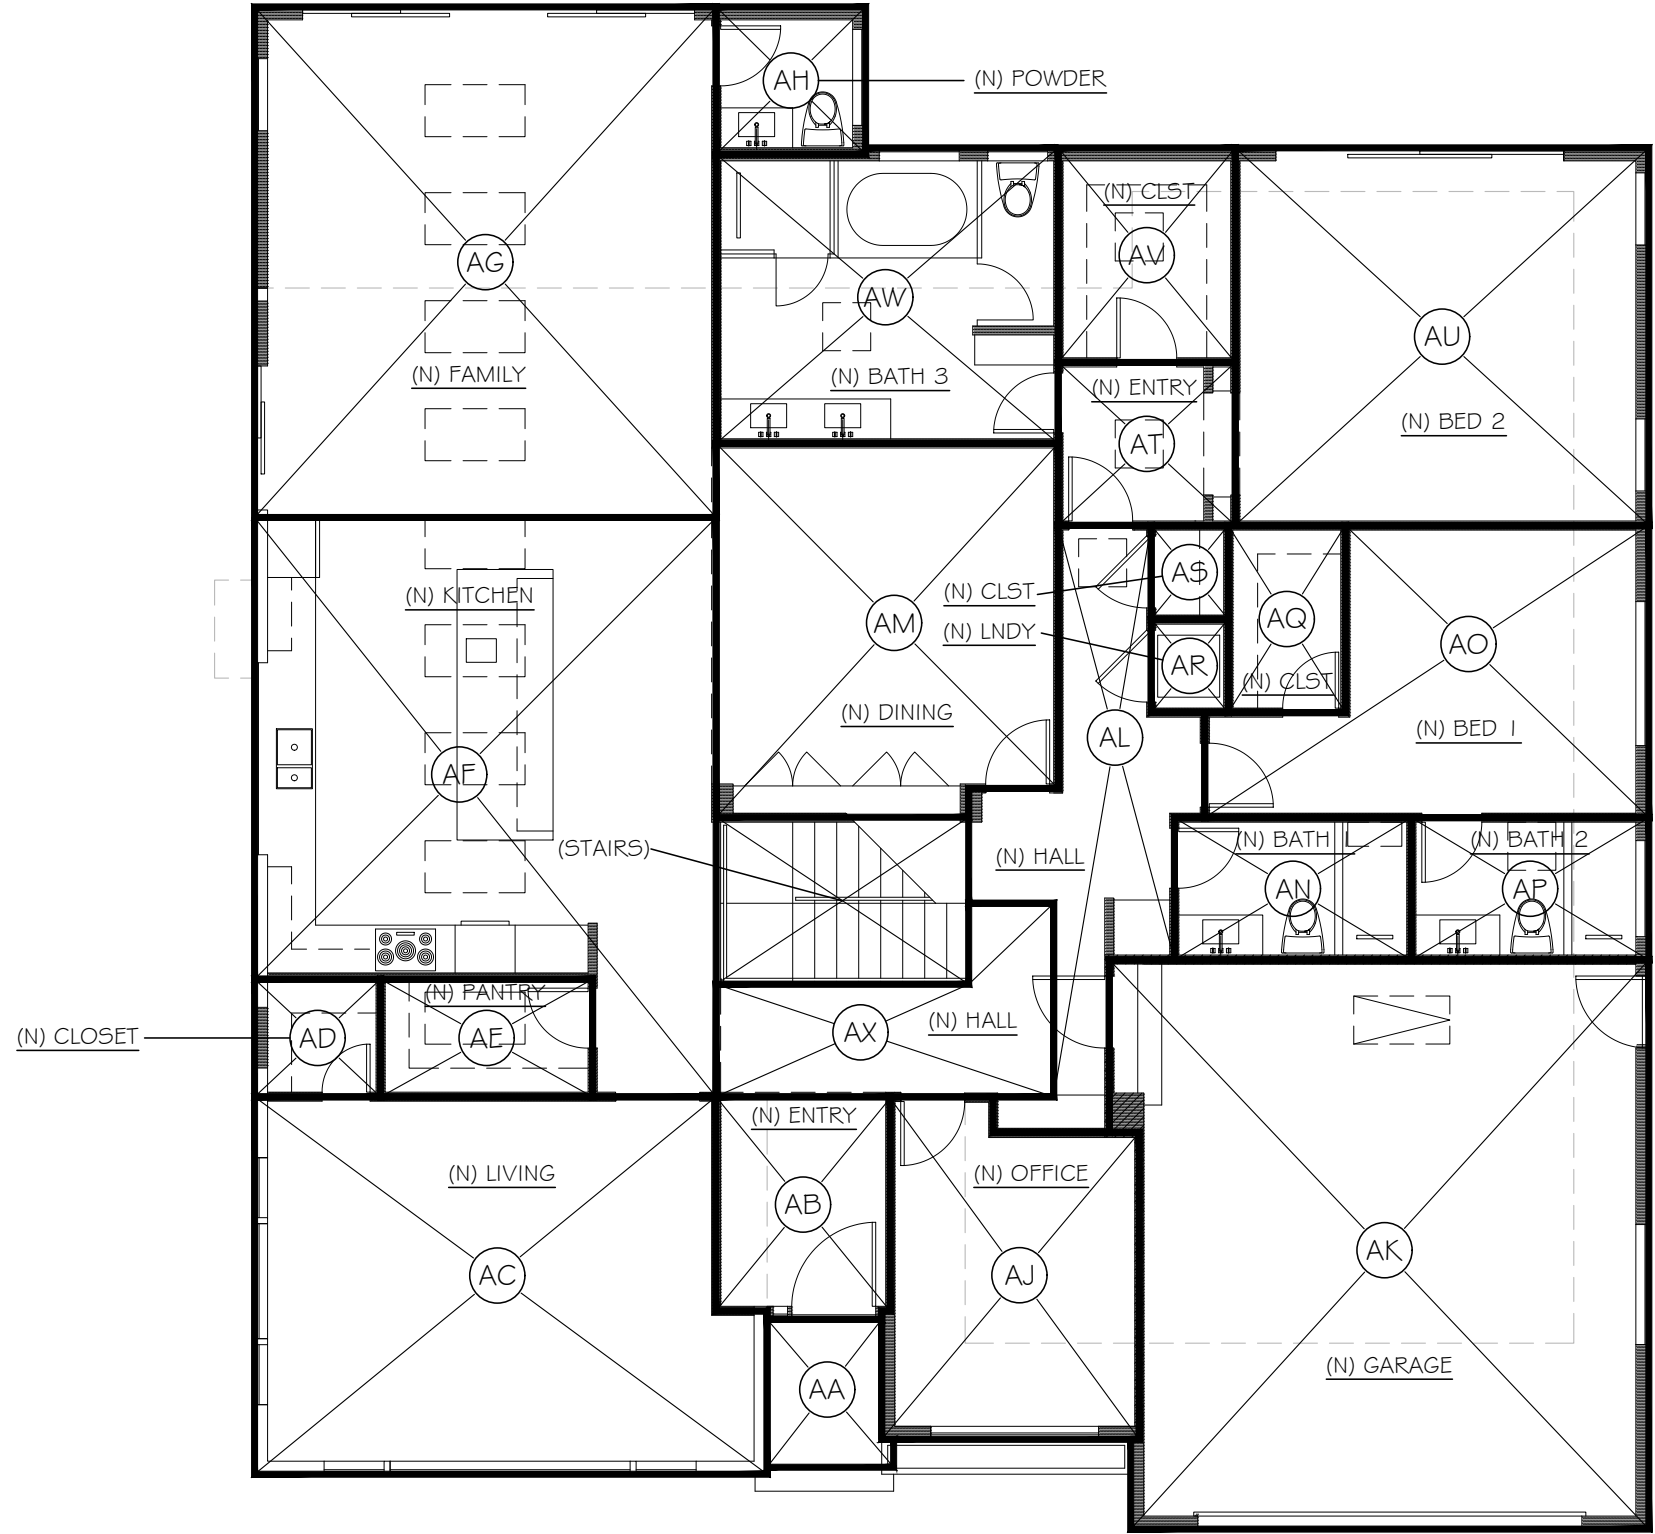 AH
(N) POWDER
(N) CLST
AV
AG
AW
AU
(N) FAMILY
(N) BATH 3
(N) ENTRY
AT
(N) BED 2
(N) KITCHEN
(N) CLST
AS
AM
(N) LNDY
AQ
AR
AO
(N) CLST
(N) DINING
(N) BED 1
AL
AF
(STAIRS)
(N) HALL
(N) BATH 1
(N) BATH 2
AN
AP
(N) PANTRY
(N) CLOSET
AD
AE
AX
(N) HALL
(N) ENTRY
(N) LIVING
(N) OFFICE
AB
AC
AJ
AK
(N) GARAGE
AA